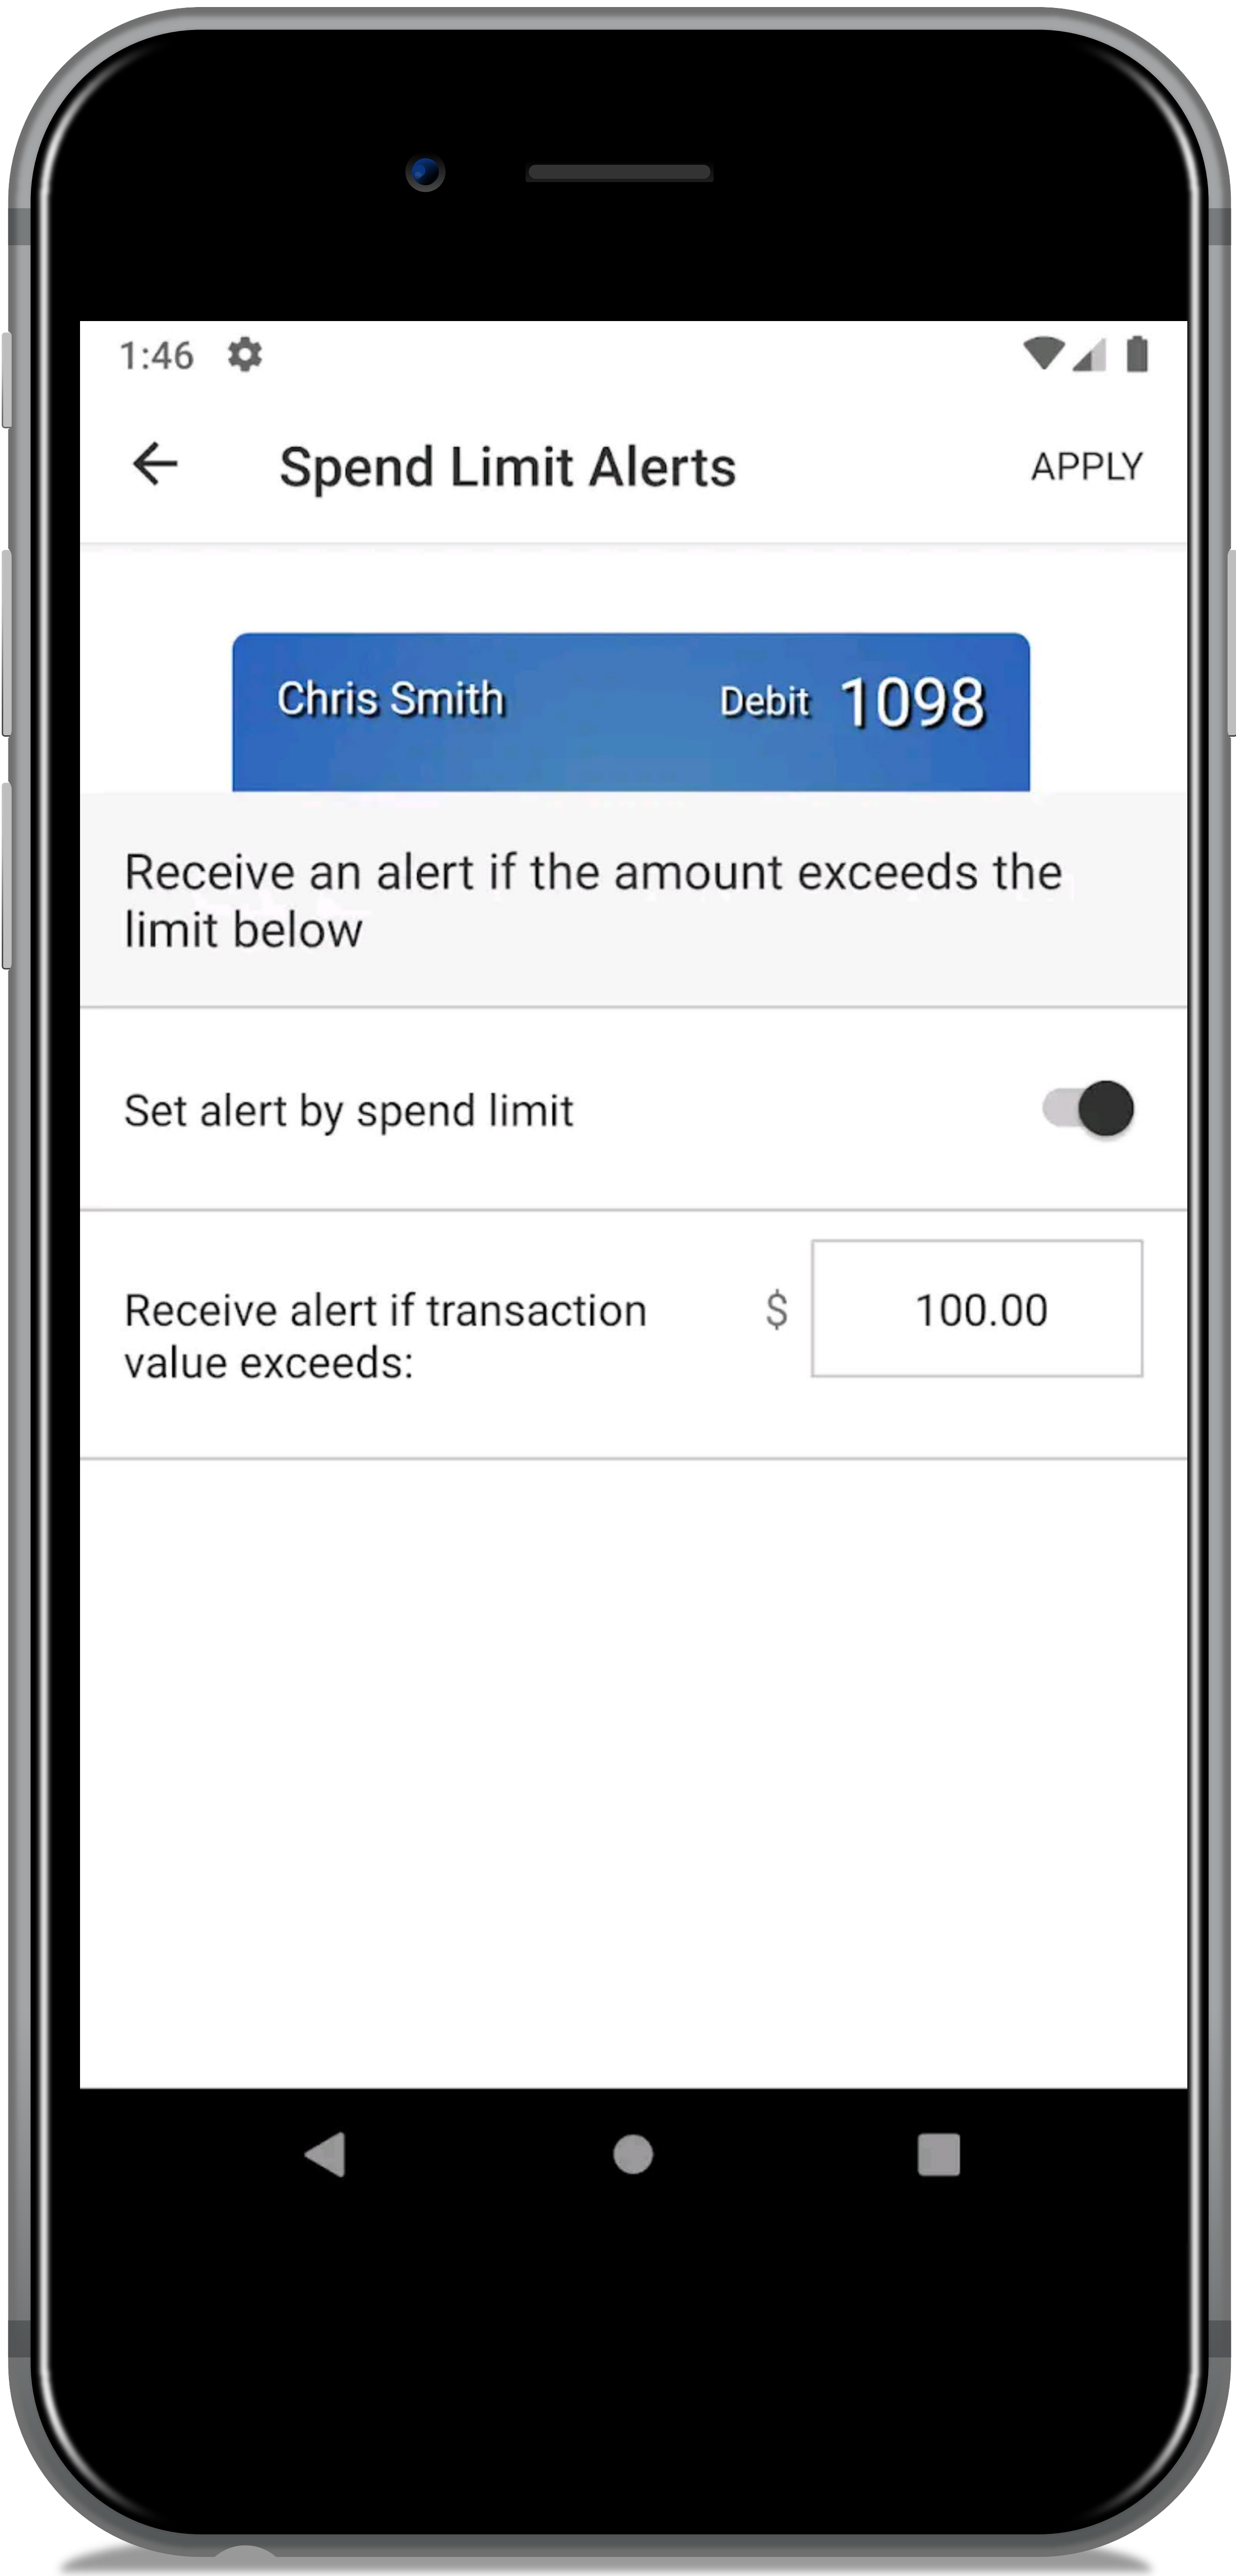 1:46
Spend Limit Alerts
APPLY
Chris Smith
Debit 1098
Receive an alert if the amount exceeds the
limit below
Set alert by spend limit
Receive alert if transaction
value exceeds:
$ 100.00